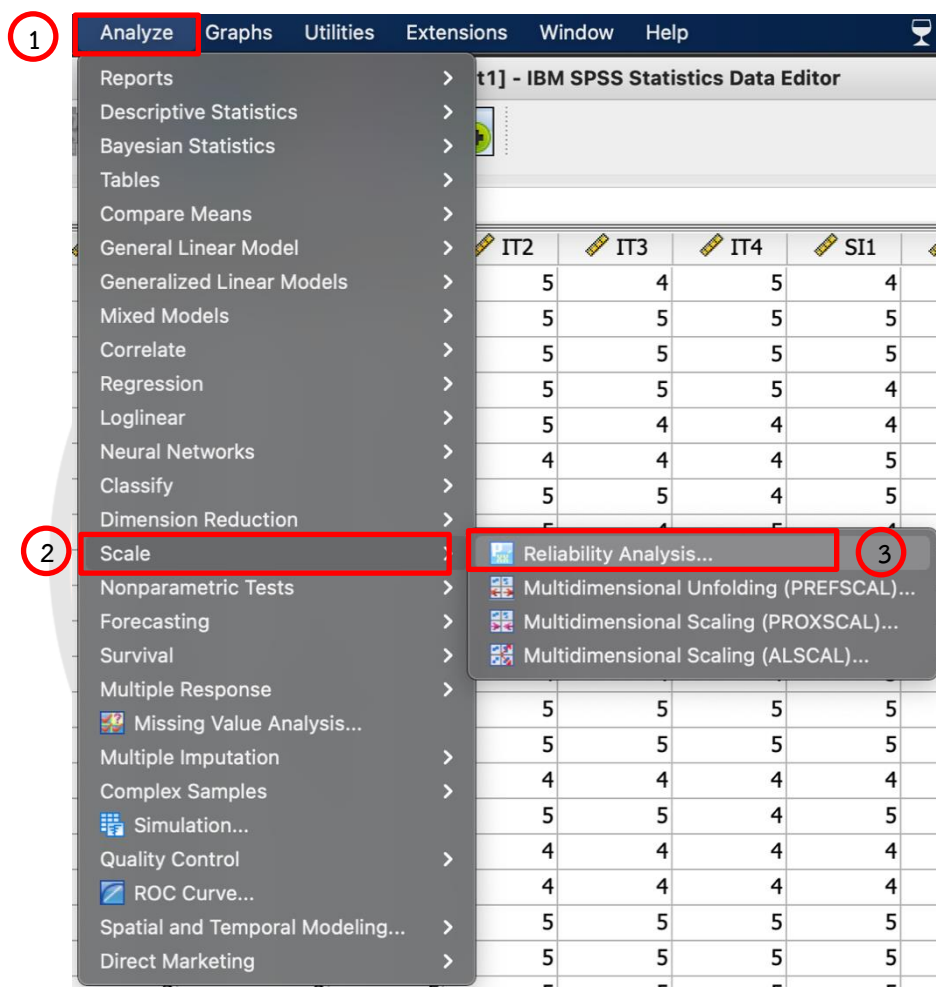 1 Analyze Graphs Utilities Extensions Window Help
Reports t1] - IBM SPSS Statistics Data Editor
Descriptive Statistics
Bayesian Statistics
Tables
Compare Means
General Linear Model IT2 IT3 IT4 SI1
Generalized Linear Models 5 4 5 4
Mixed Models 5 5 5 5
Correlate 5 5 5 5
Regression 5 5 5 4
Loglinear 5 4 4 4
Neural Networks 4 4 4 5
Classify 5 5 4 5
Dimension Reduction
2 Scale Reliability Analysis... 3
Nonparametric Tests Multidimensional Unfolding (PREFSCAL)...
Forecasting Multidimensional Scaling (PROXSCAL)...
Survival Multidimensional Scaling (ALSCAL)...
Multiple Response
Missing Value Analysis... 5 5 5 5
Multiple Imputation 5 5 5 5
Complex Samples 4 4 4 4
Simulation... 5 5 4 5
Quality Control 4 4 4 4
ROC Curve... 4 4 4 4
Spatial and Temporal Modeling... 5 5 5 5
Direct Marketing 5 5 5 5